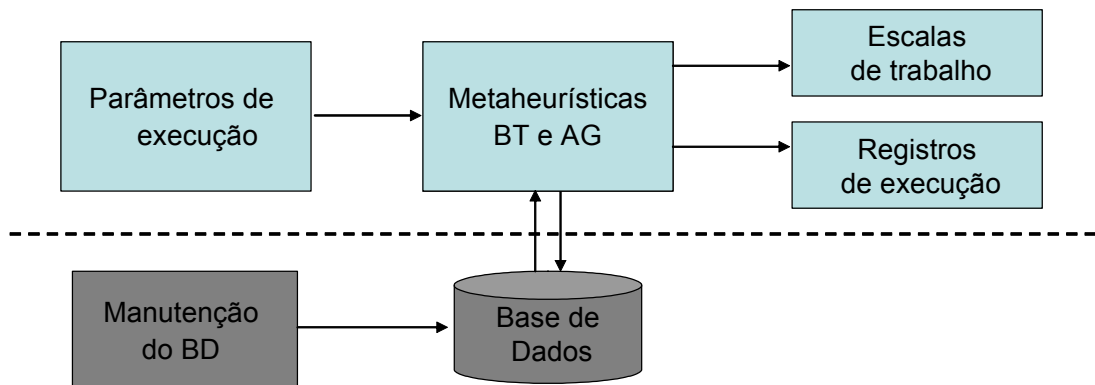 Parâmetros de
execução
Metaheurísticas
BT e AG
Escalas
de trabalho
Registros
de execução
Manutenção
do BD
Base de
Dados